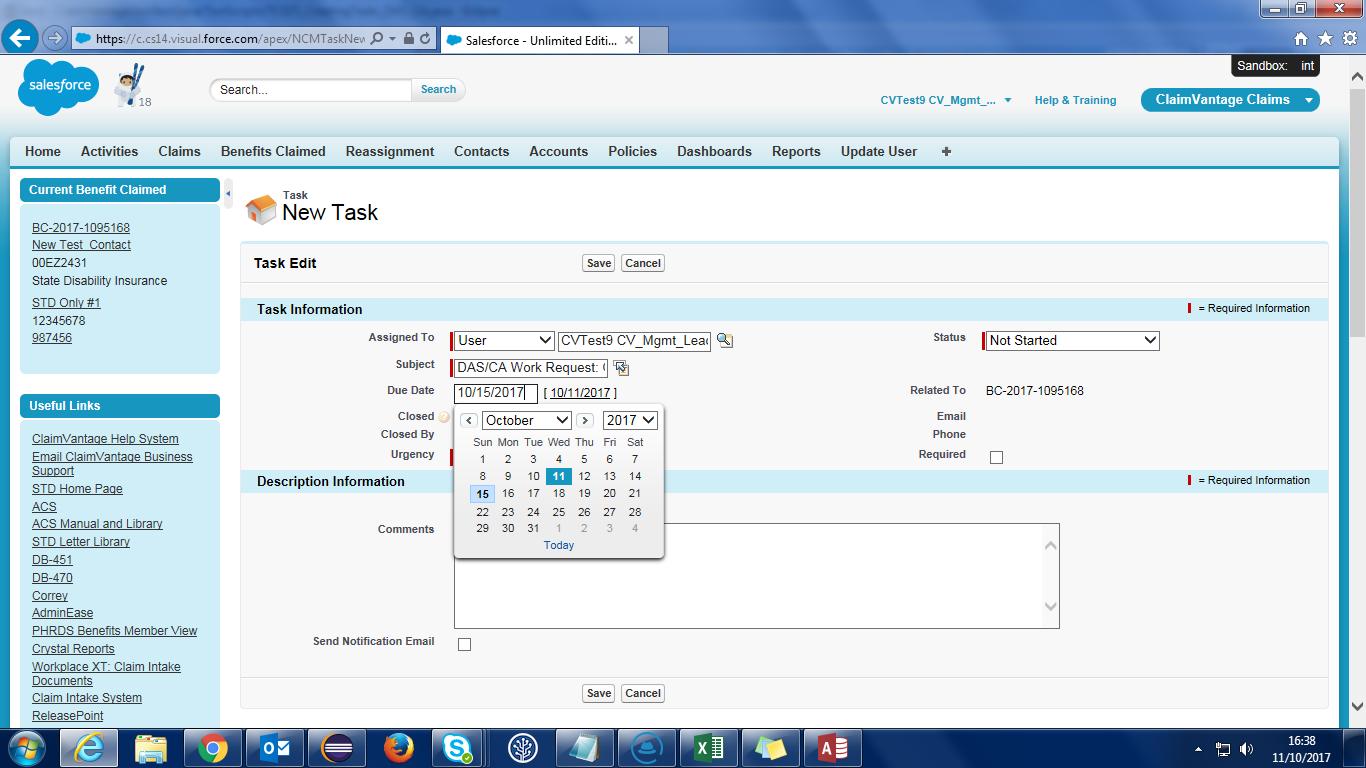 https://c.cs14.visual.force.com/apex/NCMTaskNew
Salesforce - Unlimited Editi...
Sandbox: int
salesforce
18
Search...
Search
CVTest9 CV_Mgmt_...
Help & Training
ClaimVantage Claims
Home Activities Claims Benefits Claimed Reassignment Contacts Accounts Policies Dashboards Reports Update User +
Current Benefit Claimed
BC-2017-1095168
New Test_Contact
00EZ2431
State Disability Insurance
STD Only #1
12345678
987456
Useful Links
ClaimVantage Help System
Email ClaimVantage Business
Support
STD Home Page
ACS
ACS Manual and Library
STD Letter Library
DB-451
DB-470
Correy
AdminEase
PHRDS Benefits Member View
Crystal Reports
Workplace XT: Claim Intake
Documents
Claim Intake System
ReleasePoint
Task
New Task
Task Edit
Save Cancel
Task Information
= Required Information
Assigned To User CVTest9 CV_Mgmt_Lead
Status Not Started
Subject DAS/CA Work Request: (
Due Date 10/15/2017 [ 10/11/2017 ]
Related To BC-2017-1095168
Closed
Email
Closed By
Phone
Urgency
Required
October 2017
Sun Mon Tue Wed Thu Fri Sat
1 2 3 4 5 6 7
8 9 10 11 12 13 14
15 16 17 18 19 20 21
22 23 24 25 26 27 28
29 30 31 1 2 3 4
Today
Description Information
= Required Information
Comments
Send Notification Email
Save Cancel
16:38
11/10/2017